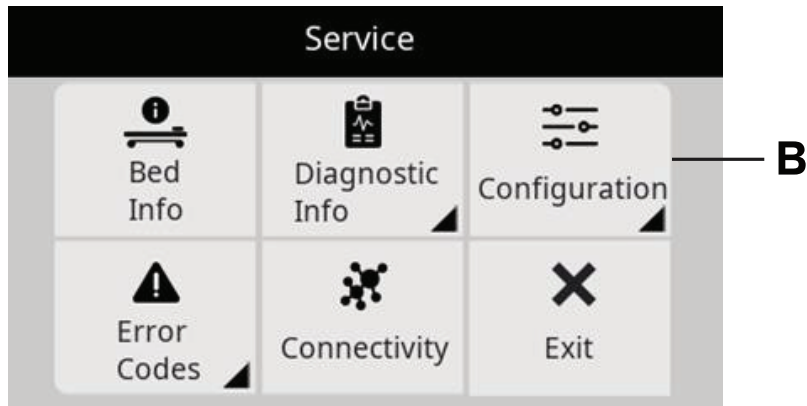 Service
Bed
Info
Diagnostic
Info
Configuration
B
Error
Codes
Connectivity
Exit